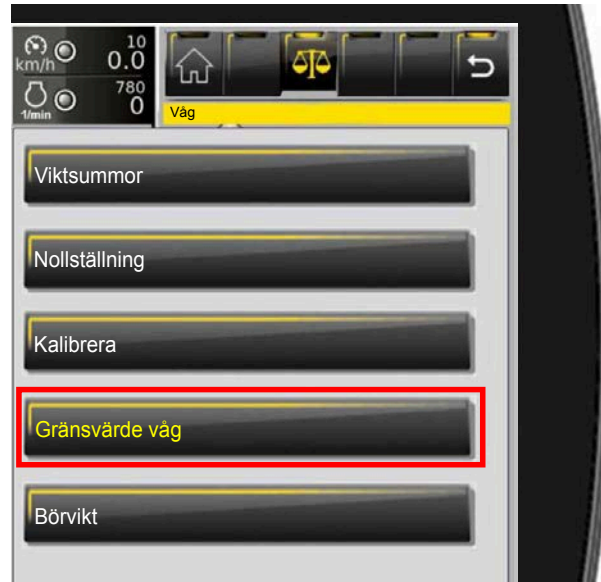 km/h
10
0.0
1/min
780
0
Våg
Viktsummor
Nollställning
Kalibrera
Gränsvärde våg
Börvikt